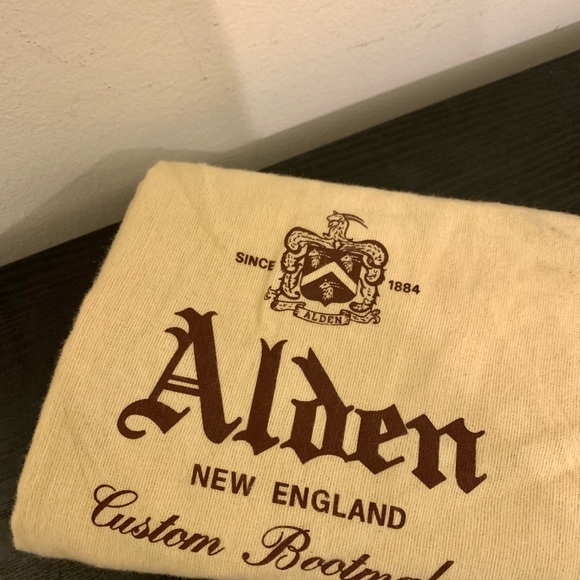 SINCE 1884
ALDEN
Alden
NEW ENGLAND
Custom